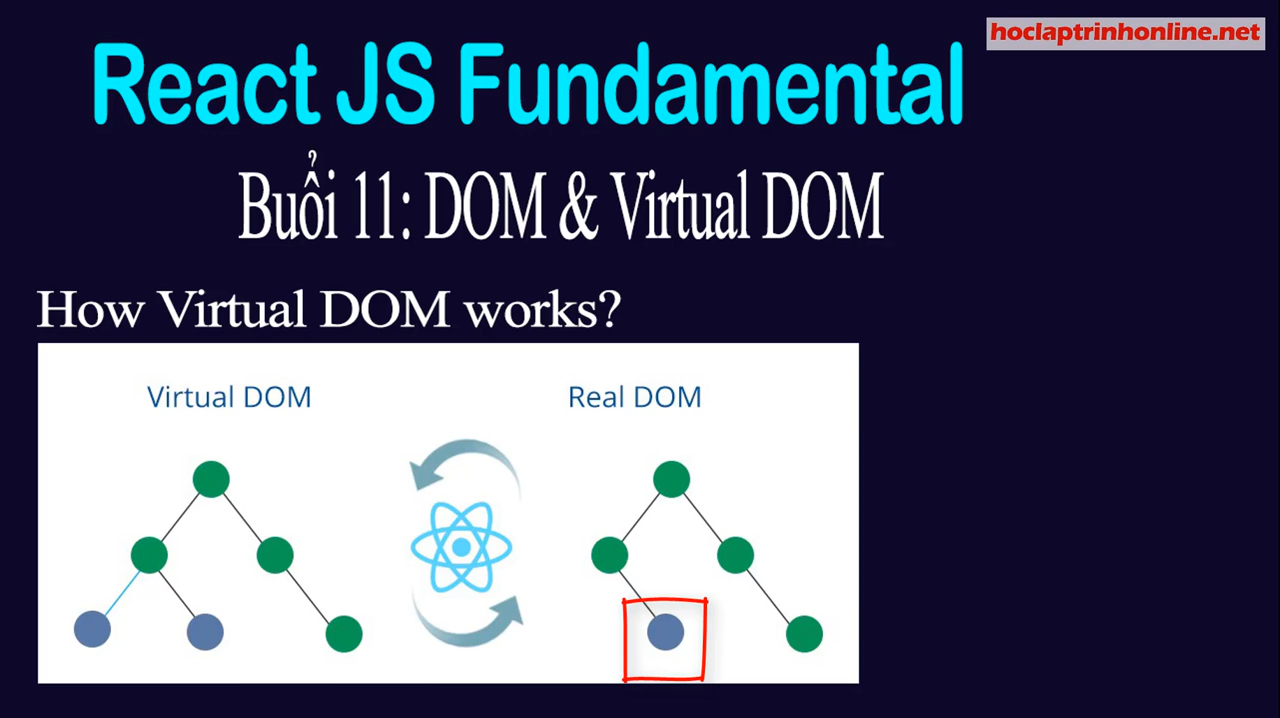 hoclaptrinhonline.net
React JS Fundamental
Buổi 11: DOM & Virtual DOM
How Virtual DOM works?
Virtual DOM
Real DOM